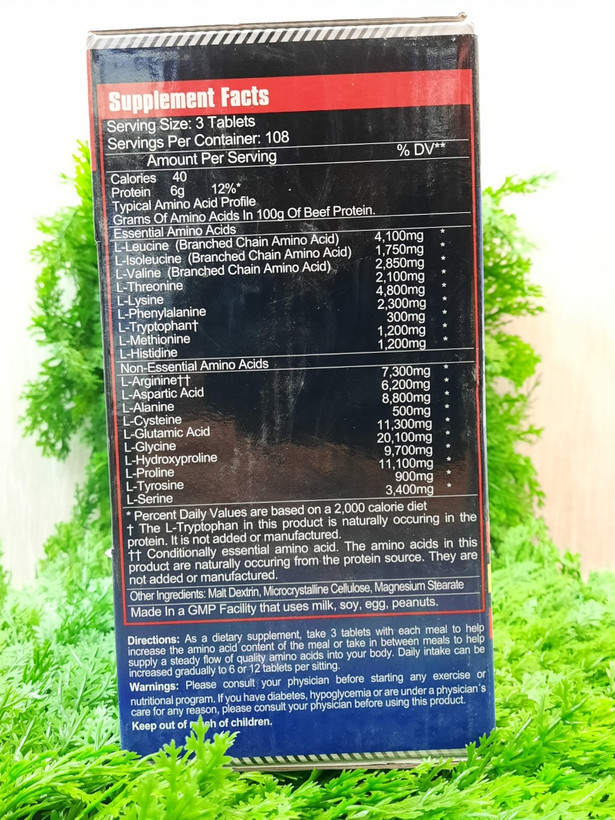 Supplement Facts
Serving Size: 3 Tablets
Servings Per Container: 108
Amount Per Serving % DV**
Calories 40
Protein 6g 12%*
Typical Amino Acid Profile
Grams Of Amino Acids In 100g Of Beef Protein.
Essential Amino Acids
L-Leucine (Branched Chain Amino Acid) 4,100mg *
L-Isoleucine (Branched Chain Amino Acid) 1,750mg *
L-Valine (Branched Chain Amino Acid) 2,850mg *
L-Threonine 2,100mg *
L-Lysine 4,800mg *
L-Phenylalanine 2,300mg *
L-Tryptophan† 300mg *
L-Methionine 1,200mg *
L-Histidine 1,200mg *
Non-Essential Amino Acids
L-Arginine†† 7,300mg *
L-Aspartic Acid 6,200mg *
L-Alanine 8,800mg *
L-Cysteine 500mg *
L-Glutamic Acid 11,300mg *
L-Glycine 20,100mg *
L-Hydroxyproline 9,700mg *
L-Proline 11,100mg *
L-Tyrosine 900mg *
L-Serine 3,400mg *
* Percent Daily Values are based on a 2,000 calorie diet
† The L-Tryptophan in this product is naturally occuring in the
protein. It is not added or manufactured.
†† Conditionally essential amino acid. The amino acids in this
product are naturally occuring from the protein source. They are
not added or manufactured.
Other Ingredients: Malt Dextrin, Microcrystalline Cellulose, Magnesium Stearate
Made In a GMP Facility that uses milk, soy, egg, peanuts.
Directions: As a dietary supplement, take 3 tablets with each meal to help
increase the amino acid content of the meal or take in between meals to help
supply a steady flow of quality amino acids into your body. Daily intake can be
increased gradually to 6 or 12 tablets per sitting.
Warnings: Please consult your physician before starting any exercise or
nutritional program. If you have diabetes, hypoglycemia or are under a physician's
care for any reason, please consult your physician before using this product.
Keep out of reach of children.